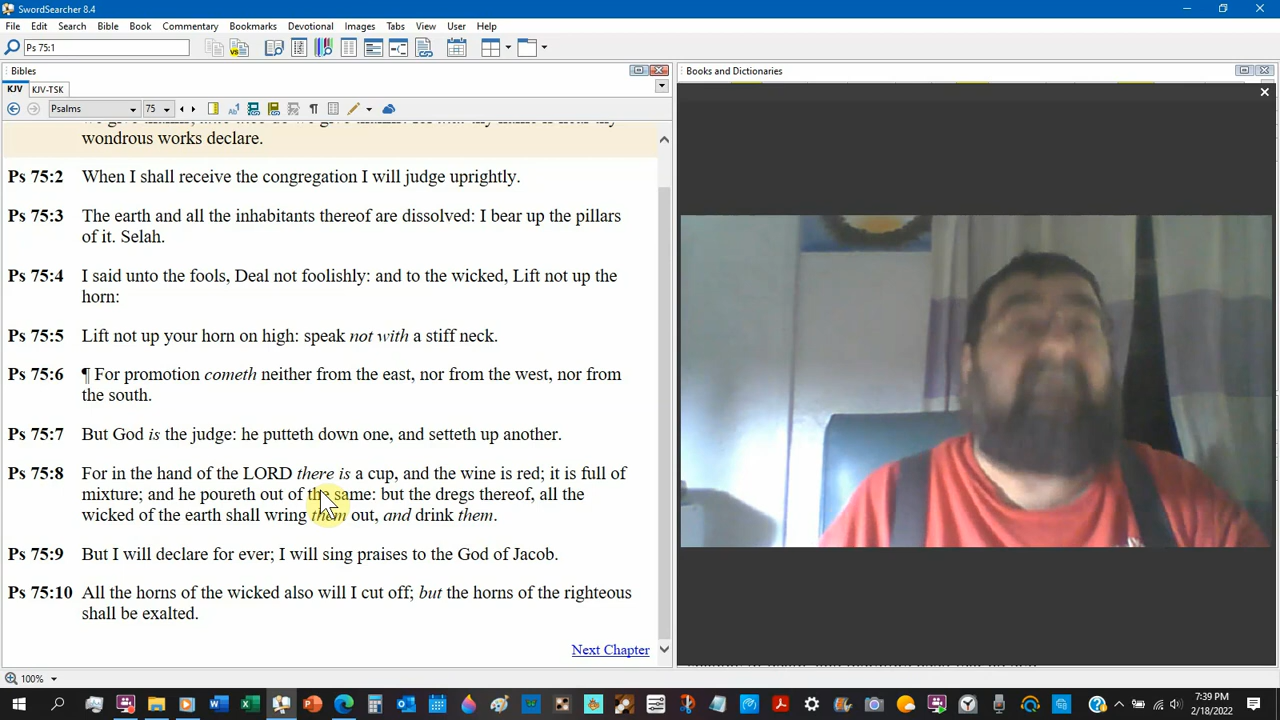 SwordSearcher 8.4
File Edit Search Bible Book Commentary Bookmarks Devotional Images Tabs View User Help
Ps 75:1
Bibles
Books and Dictionaries
KJV KJV-TSK
Psalms 75
wondrous works declare.
Ps 75:2 When I shall receive the congregation I will judge uprightly.
Ps 75:3 The earth and all the inhabitants thereof are dissolved: I bear up the pillars
of it. Selah.
Ps 75:4 I said unto the fools, Deal not foolishly: and to the wicked, Lift not up the
horn:
Ps 75:5 Lift not up your horn on high: speak not with a stiff neck.
Ps 75:6 ¶ For promotion cometh neither from the east, nor from the west, nor from
the south.
Ps 75:7 But God is the judge: he putteth down one, and setteth up another.
Ps 75:8 For in the hand of the LORD there is a cup, and the wine is red; it is full of
mixture; and he poureth out of the same: but the dregs thereof, all the
wicked of the earth shall wring them out, and drink them.
Ps 75:9 But I will declare for ever; I will sing praises to the God of Jacob.
Ps 75:10 All the horns of the wicked also will I cut off; but the horns of the righteous
shall be exalted.
Next Chapter
100%
7:39 PM
2/18/2022